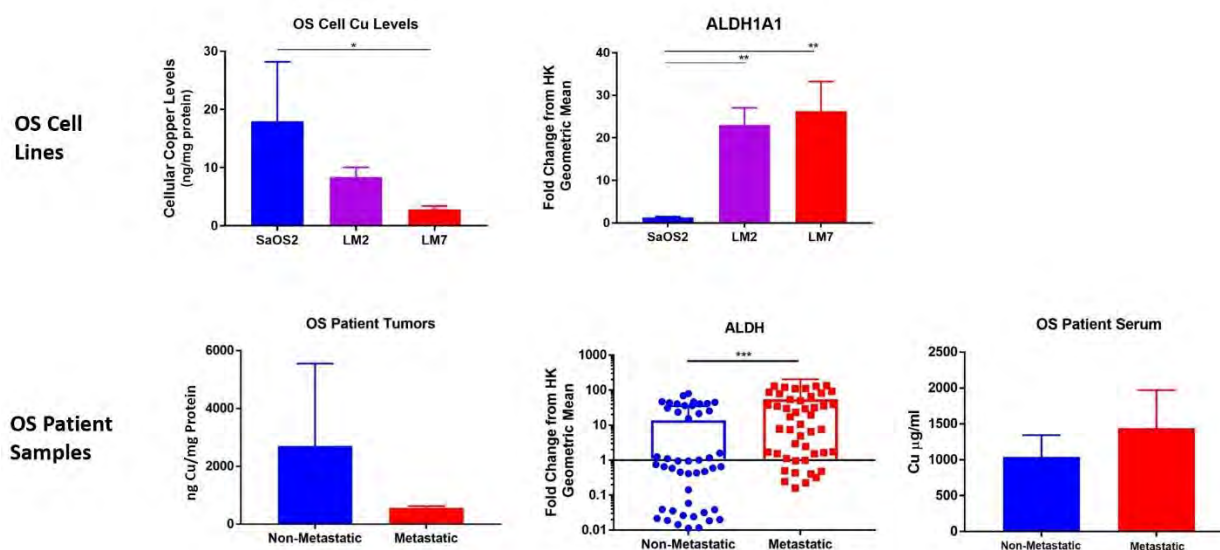 OS Cell
Lines
OS Cell Cu Levels
Cellular Copper Levels
(ng/mg protein)
30
20
10
0
*
SaOS2 LM2 LM7
ALDH1A1
Fold Change from HK
Geometric Mean
40
30
20
10
0
**
**
SaOS2 LM2 LM7
OS Patient
Samples
OS Patient Tumors
ng Cu/mg Protein
6000
4000
2000
0
Non-Metastatic Metastatic
ALDH
Fold Change from HK
Geometric Mean
1000
100
10
1
0.1
0.01
***
Non-Metastatic Metastatic
OS Patient Serum
Cu μg/ml
2500
2000
1500
1000
500
0
Non-Metastatic Metastatic